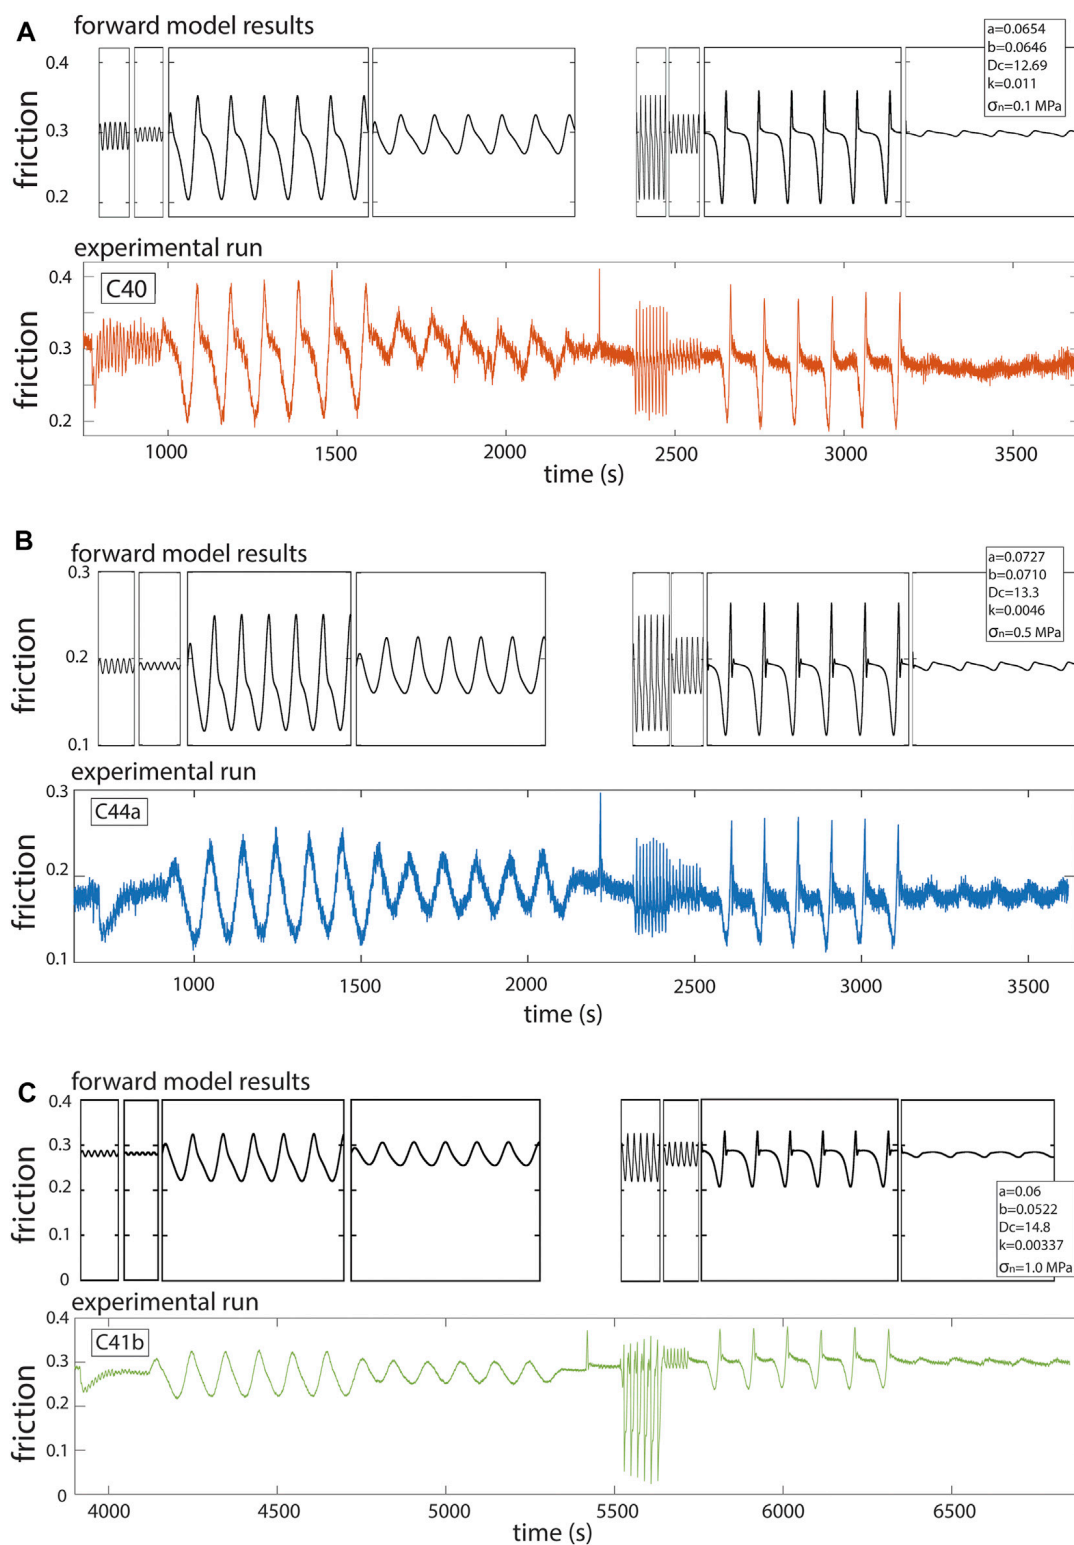 A
forward model results
a=0.0654
b=0.0646
Dc=12.69
k=0.011
σn=0.1 MPa
0.4
0.3
0.2
friction
experimental run
C40
0.4
0.3
0.2
friction
1000
1500
2000
2500
3000
3500
time (s)
B
forward model results
a=0.0727
b=0.0710
Dc=13.3
k=0.0046
σn=0.5 MPa
0.3
0.2
0.1
friction
experimental run
C44a
0.3
0.2
0.1
friction
1000
1500
2000
2500
3000
3500
time (s)
C
forward model results
0.4
0.3
0.2
0.1
0
friction
a=0.06
b=0.0522
Dc=14.8
k=0.00337
σn=1.0 MPa
experimental run
C41b
0.4
0.3
0.2
0.1
0
friction
4000
4500
5000
5500
6000
6500
time (s)